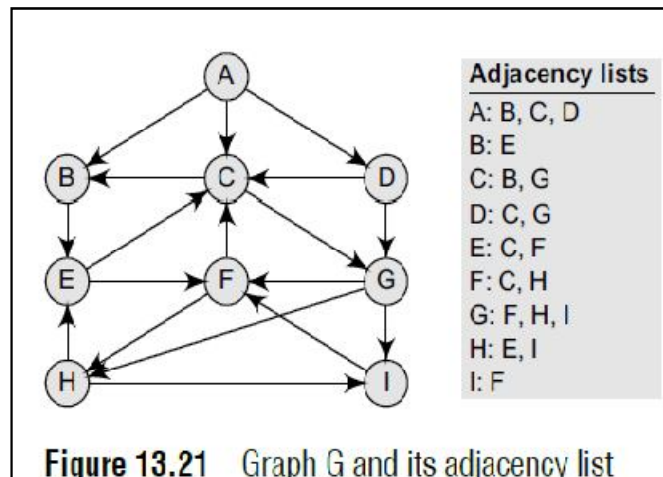 A
B
C
D
E
F
G
H
I
Adjacency lists
A: B, C, D
B: E
C: B, G
D: C, G
E: C, F
F: C, H
G: F, H, I
H: E, I
I: F
Figure 13.21 Graph G and its adjacency list